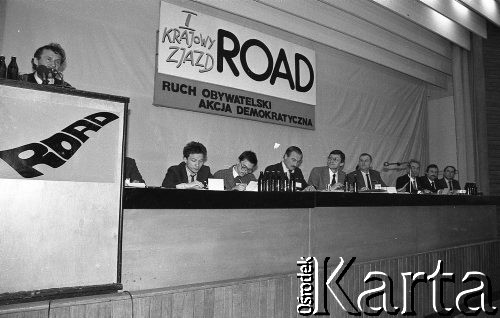 I
KRAJOWY
ZJAZD
ROAD
RUCH OBYWATELSKI
AKCJA DEMOKRATYCZNA
ROAD
Ośrodek
Karta